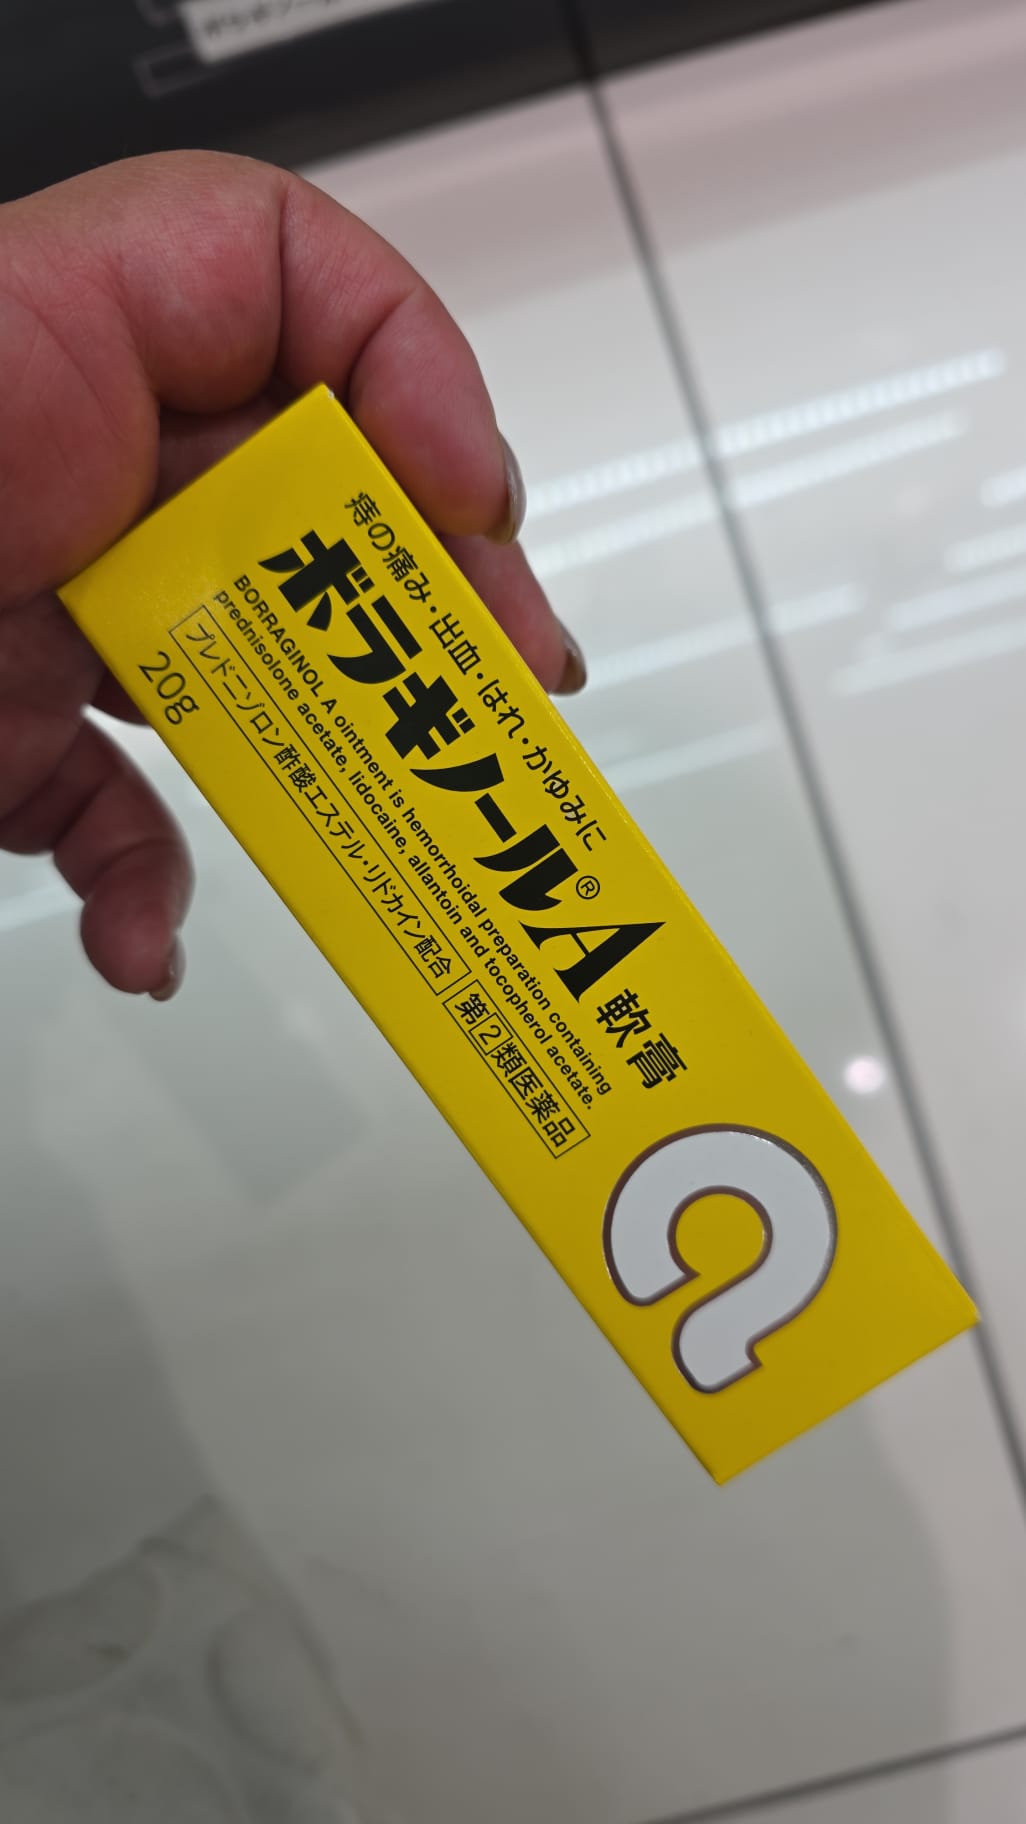 痔の痛み・出血・はれ・かゆみに
ボラギノール®A 軟膏
BORRAGINOL A ointment is hemorrhoidal preparation containing
prednisolone acetate, lidocaine, allantoin and tocopherol acetate.
プレドニゾロン酢酸エステル・リドカイン配合 第2類医薬品
20g